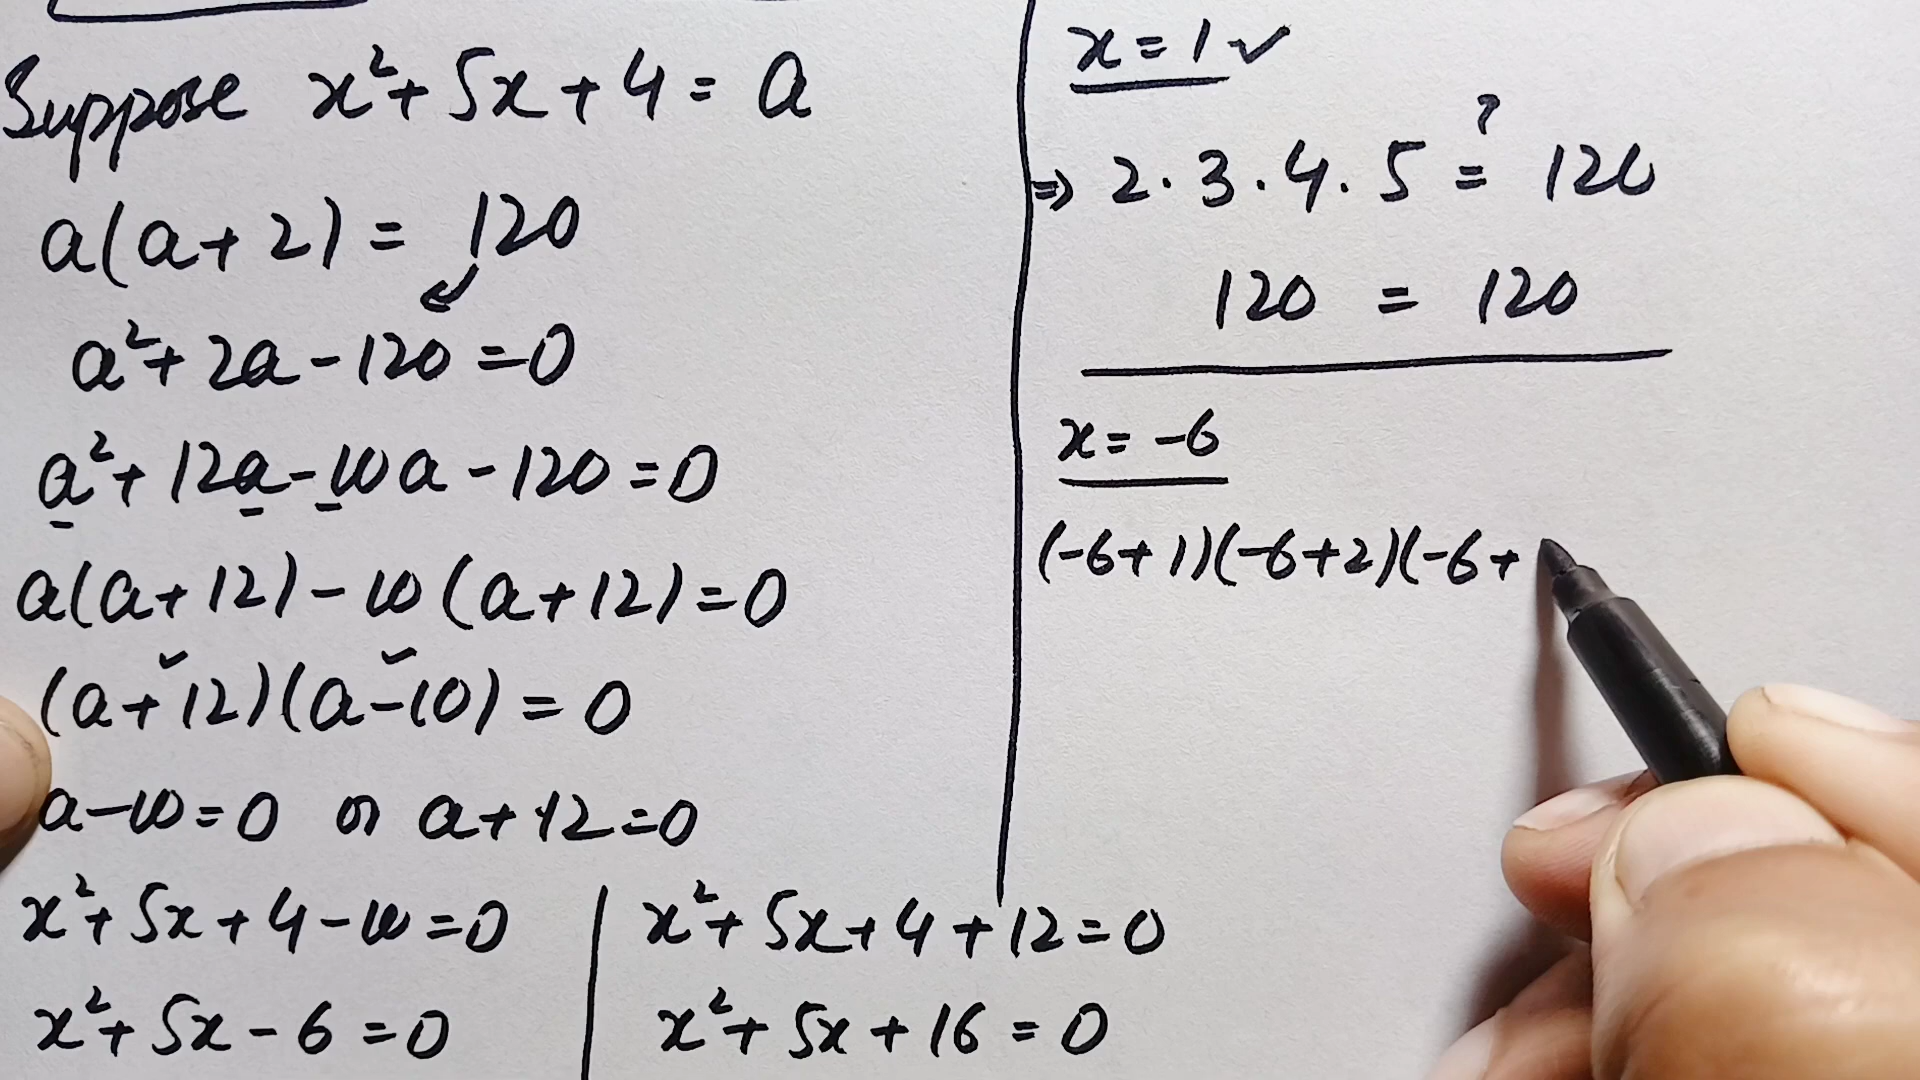 Suppose x² + 5x + 4 = a
a(a + 2) = 120
a² + 2a - 120 = 0
a² + 12a - 10a - 120 = 0
a(a + 12) - 10(a + 12) = 0
(a + 12)(a - 10) = 0
a - 10 = 0 or a + 12 = 0
x² + 5x + 4 - 10 = 0
x² + 5x - 6 = 0
x² + 5x + 4 + 12 = 0
x² + 5x + 16 = 0
x = 1 ✓
?
⇒ 2 · 3 · 4 · 5 = 120
120 = 120
x = -6
(-6+1)(-6+2)(-6+